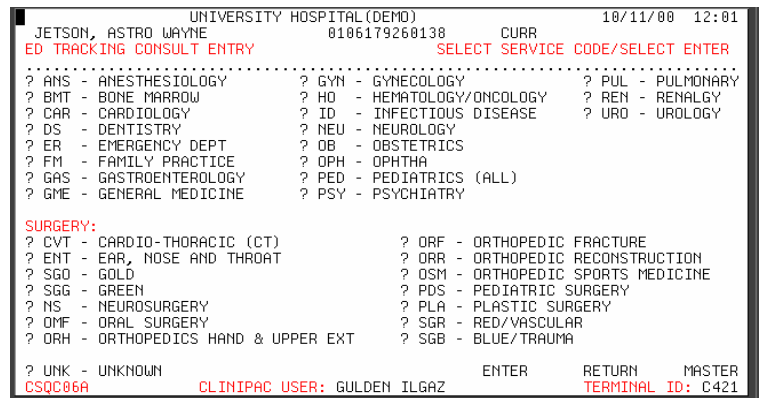 UNIVERSITY HOSPITAL(DEMO) 10/11/00 12:01
JETSON, ASTRO WAYNE 0106179260138 CURR
ED TRACKING CONSULT ENTRY SELECT SERVICE CODE/SELECT ENTER
? ANS - ANESTHESIOLOGY ? GYN - GYNECOLOGY ? PUL - PULMONARY
? BMT - BONE MARROW ? HO - HEMATOLOGY/ONCOLOGY ? REN - RENALGY
? CAR - CARDIOLOGY ? ID - INFECTIOUS DISEASE ? URO - UROLOGY
? DS - DENTISTRY ? NEU - NEUROLOGY
? ER - EMERGENCY DEPT ? OB - OBSTETRICS
? FM - FAMILY PRACTICE ? OPH - OPHTHA
? GAS - GASTROENTEROLOGY ? PED - PEDIATRICS (ALL)
? GME - GENERAL MEDICINE ? PSY - PSYCHIATRY
SURGERY:
? CVT - CARDIO-THORACIC (CT) ? ORF - ORTHOPEDIC FRACTURE
? ENT - EAR, NOSE AND THROAT ? ORR - ORTHOPEDIC RECONSTRUCTION
? SGO - GOLD ? OSM - ORTHOPEDIC SPORTS MEDICINE
? SGG - GREEN ? PDS - PEDIATRIC SURGERY
? NS - NEUROSURGERY ? PLA - PLASTIC SURGERY
? OMF - ORAL SURGERY ? SGR - RED/VASCULAR
? ORH - ORTHOPEDICS HAND & UPPER EXT ? SGB - BLUE/TRAUMA
? UNK - UNKNOWN ENTER RETURN MASTER
CSQC06A CLINIPAC USER: GULDEN ILGAZ TERMINAL ID: C421